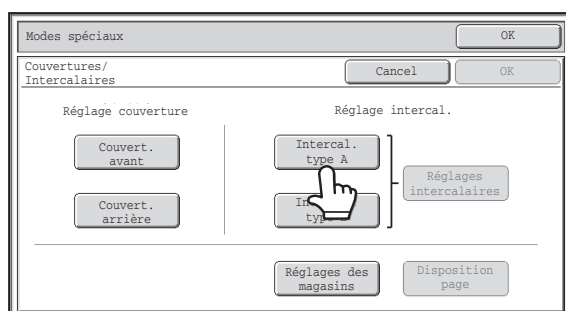 Modes spéciaux
OK
Couvertures/
Intercalaires
Cancel
OK
Réglage couverture
Réglage intercal.
Couvert.
avant
Intercal.
type A
Réglages
intercalaires
Couvert.
arrière
Réglages des
magasins
Disposition
page